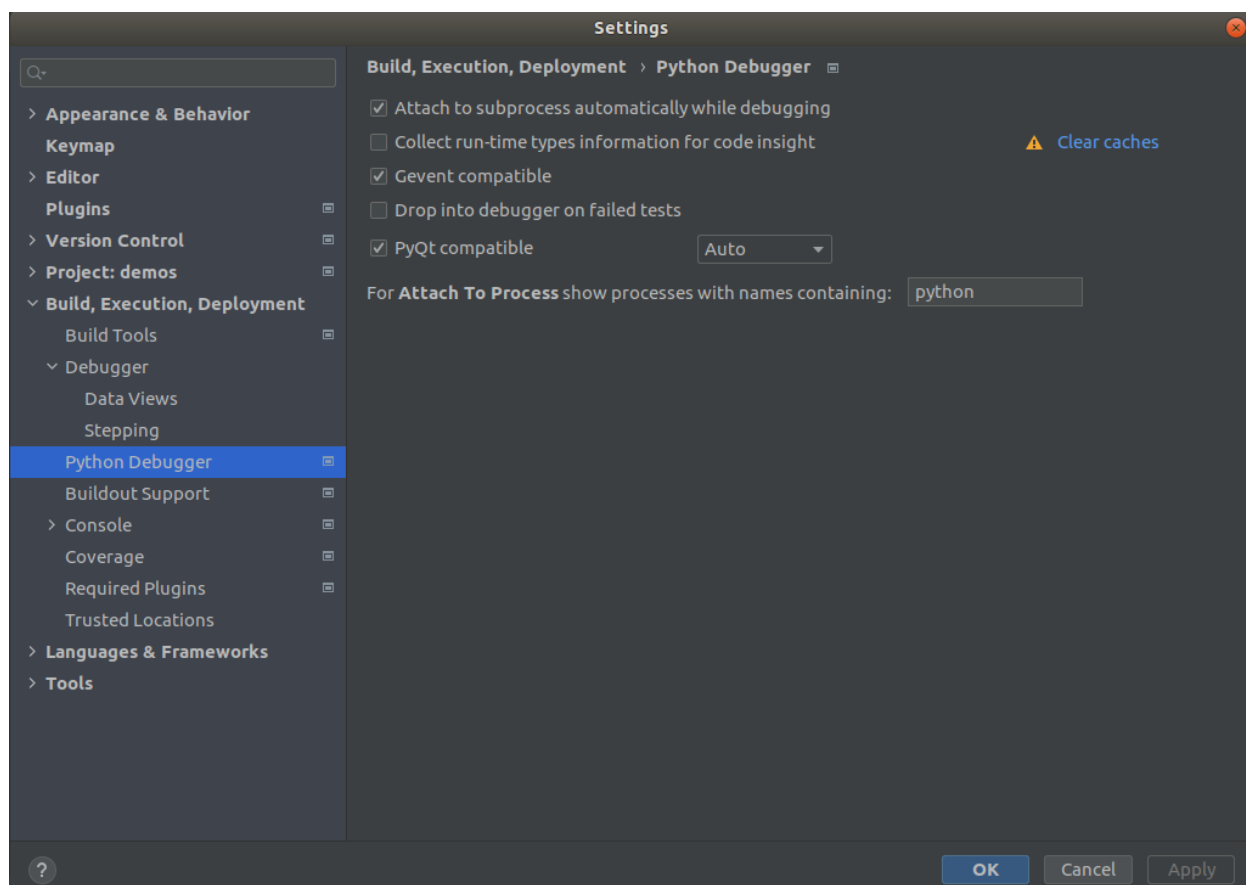 Settings
Appearance & Behavior
Keymap
Editor
Plugins
Version Control
Project: demos
Build, Execution, Deployment
Build Tools
Debugger
Data Views
Stepping
Python Debugger
Buildout Support
Console
Coverage
Required Plugins
Trusted Locations
Languages & Frameworks
Tools
Build, Execution, Deployment › Python Debugger
Attach to subprocess automatically while debugging
Collect run-time types information for code insight
Clear caches
Gevent compatible
Drop into debugger on failed tests
PyQt compatible Auto
For Attach To Process show processes with names containing: python
?
OK Cancel Apply